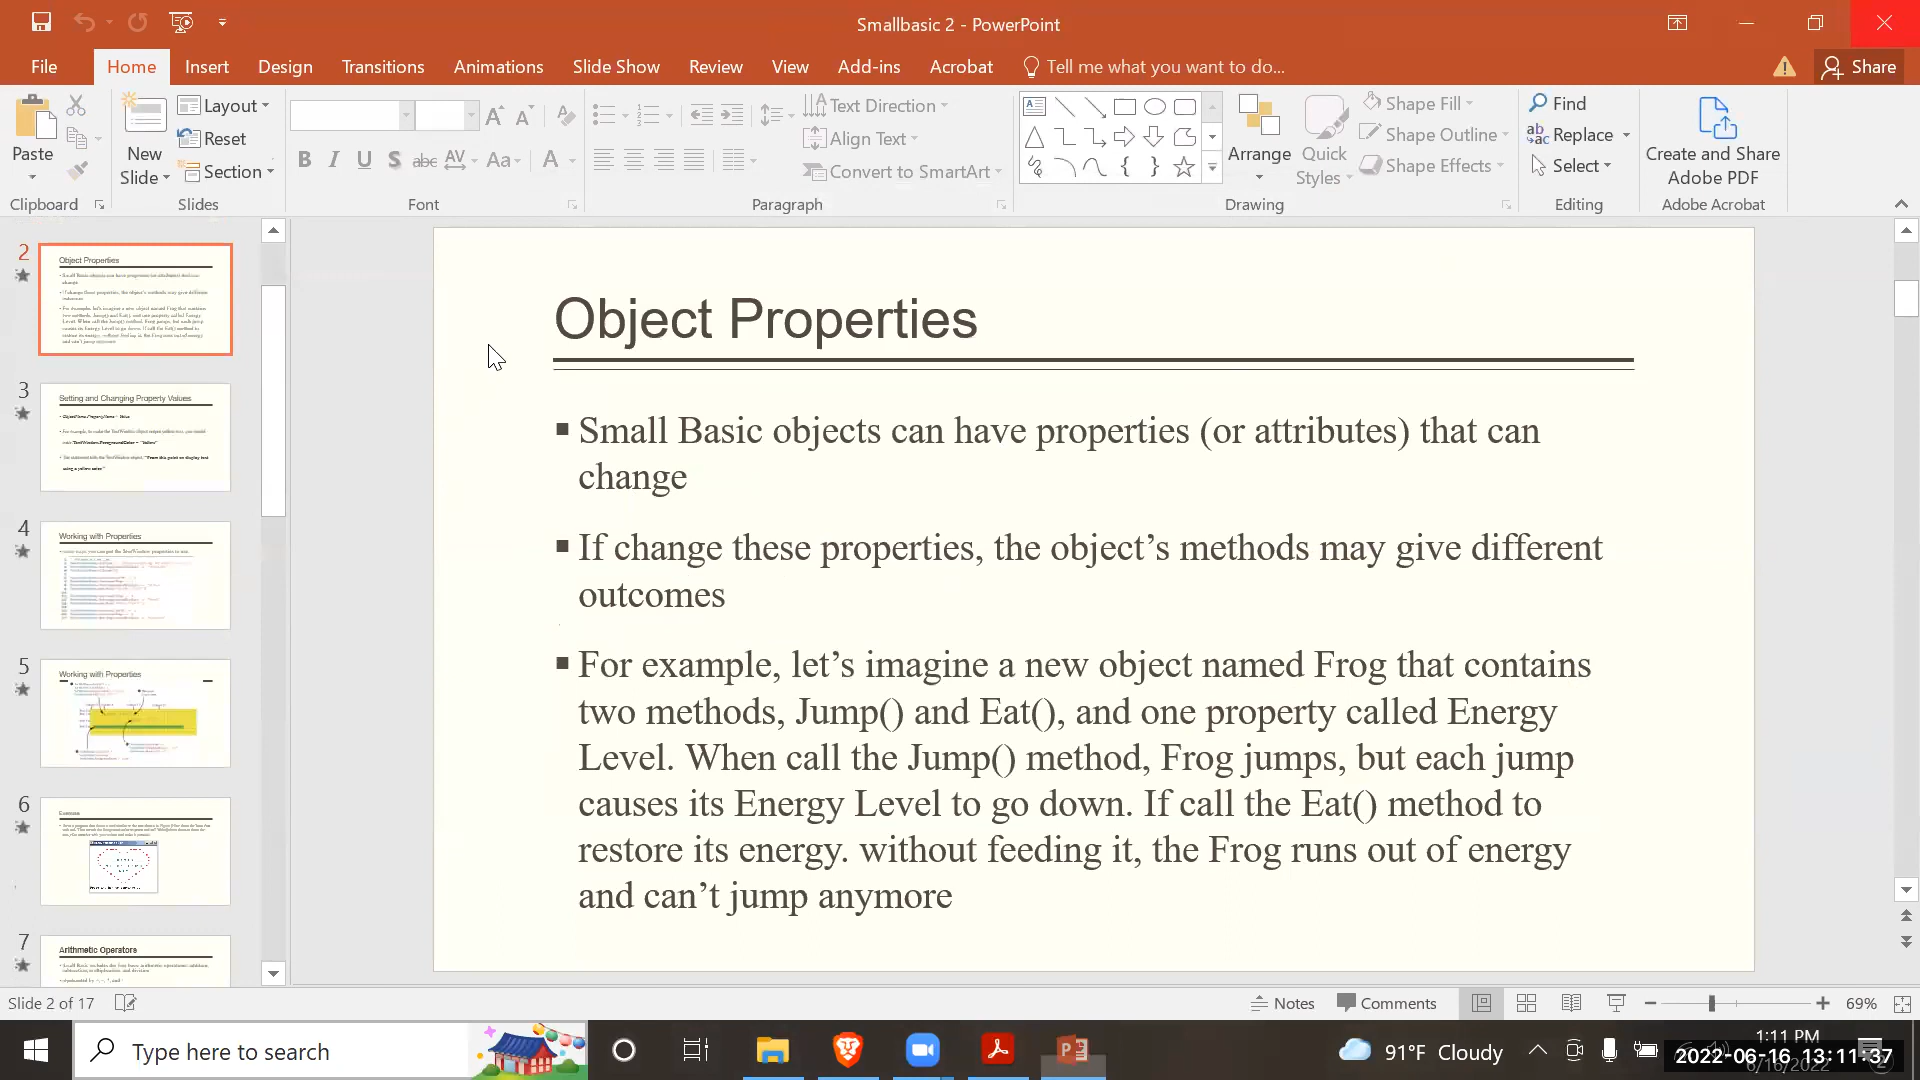 Smallbasic 2 - PowerPoint
File
Home
Insert
Design
Transitions
Animations
Slide Show
Review
View
Add-ins
Acrobat
Tell me what you want to do...
Share
Paste
New
Slide
Layout
Reset
Section
Text Direction
Align Text
Convert to SmartArt
Arrange
Quick
Styles
Shape Fill
Shape Outline
Shape Effects
Find
Replace
Select
Create and Share
Adobe PDF
Clipboard
Slides
Font
Paragraph
Drawing
Editing
Adobe Acrobat
2
Object Properties
3
Setting and Changing Property Values
4
Working with Properties
5
Working with Properties
6
7
Arithmetic Operators
Object Properties
Small Basic objects can have properties (or attributes) that can
change
If change these properties, the object’s methods may give different
outcomes
For example, let’s imagine a new object named Frog that contains
two methods, Jump() and Eat(), and one property called Energy
Level. When call the Jump() method, Frog jumps, but each jump
causes its Energy Level to go down. If call the Eat() method to
restore its energy. without feeding it, the Frog runs out of energy
and can’t jump anymore
Slide 2 of 17
Notes
Comments
69%
Type here to search
91°F Cloudy
1:11 PM
6/16/2022
2022-06-16 13:11:37